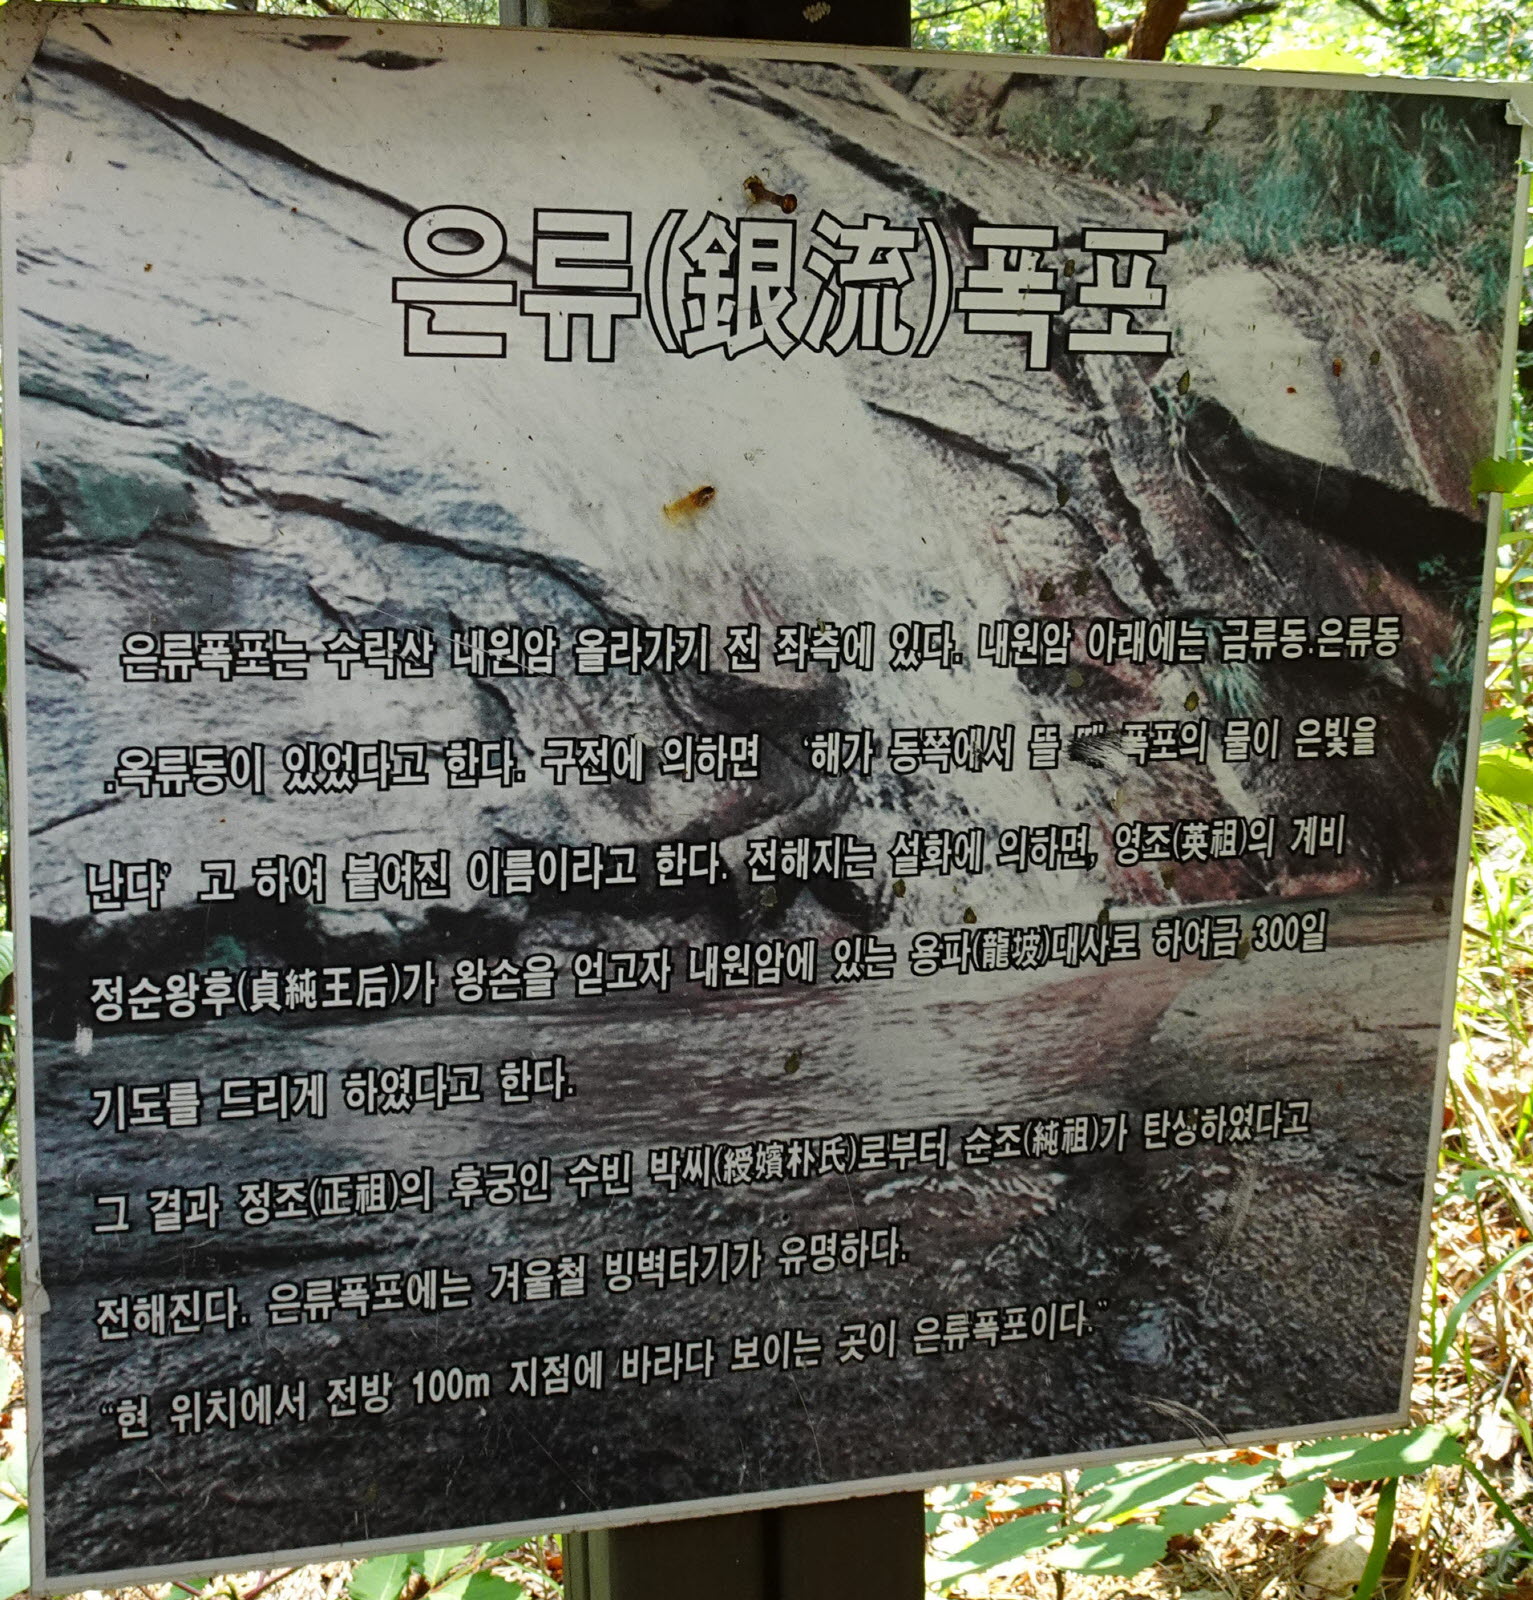 은류(銀流)폭포
은류폭포는 수락산 내원암 올라가기 전 좌측에 있다. 내원암 아래에는 금류동.은류동
.옥류동이 있었다고 한다. 구전에 의하면 '해가 동쪽에서 뜰 폭포의 물이 은빛을
난다' 고 하여 붙여진 이름이라고 한다. 전해지는 설화에 의하면, 영조(英祖)의 계비
정순왕후(貞純王后)가 왕손을 얻고자 내원암에 있는 용파(龍坡)대사로 하여금 300일
기도를 드리게 하였다고 한다.
그 결과 정조(正祖)의 후궁인 수빈 박씨(綬嬪朴氏)로부터 순조(純祖)가 탄생하였다고
전해진다. 은류폭포에는 겨울철 빙벽타기가 유명하다.
"현 위치에서 전방 100m 지점에 바라다 보이는 곳이 은류폭포이다."